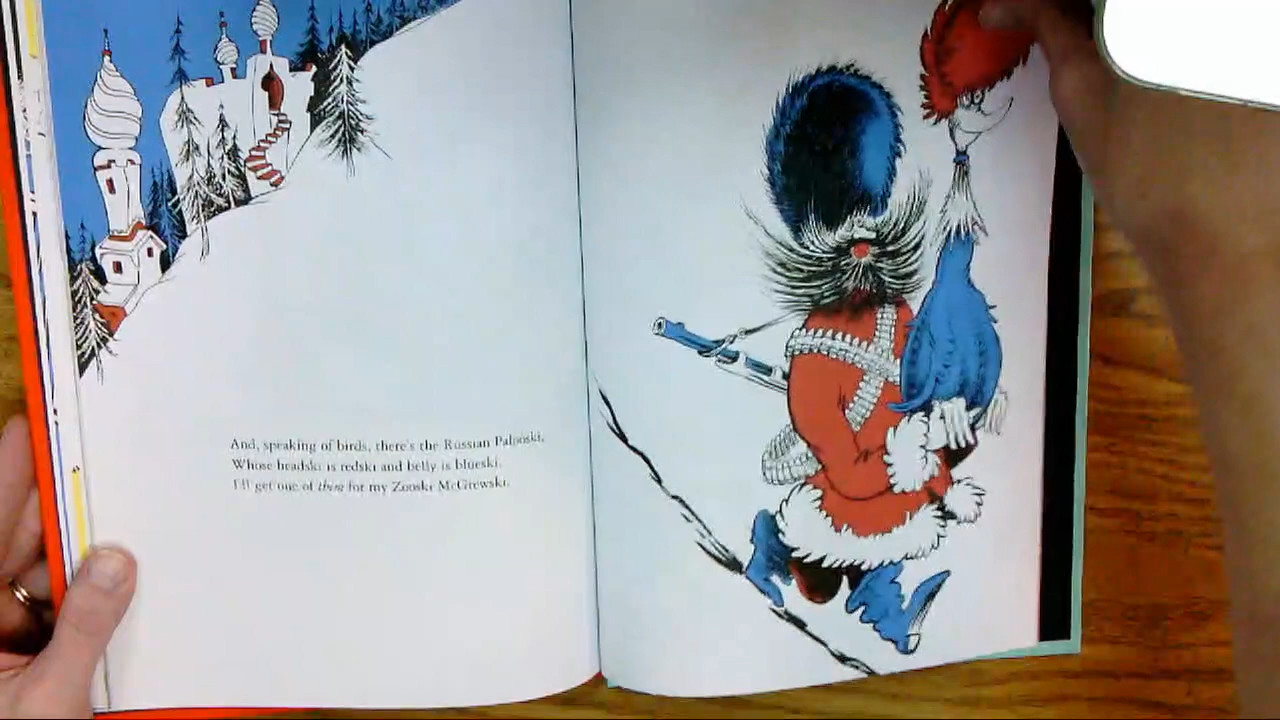 And, speaking of birds, there's the Russian Palooski,
Whose headski is redski and belly is blueski.
I'll get one of them for my Zooski McGrewski.